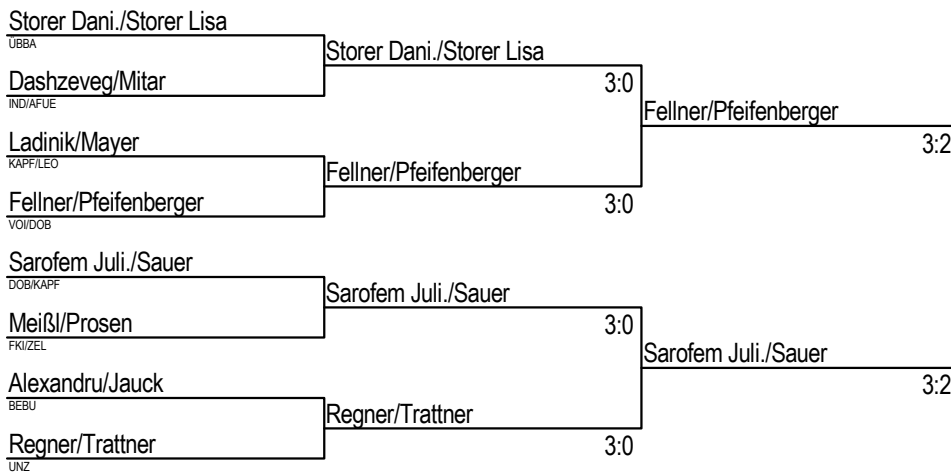 Storer Dani./Storer Lisa
ÜBBA
Storer Dani./Storer Lisa
Dashzeveg/Mitar
3:0
IND/AFUE
Fellner/Pfeifenberger
Ladinik/Mayer
3:2
KAPF/LEO
Fellner/Pfeifenberger
Fellner/Pfeifenberger
3:0
VOI/DOB
Sarofem Juli./Sauer
DOB/KAPF
Sarofem Juli./Sauer
Meißl/Prosen
3:0
FKI/ZEL
Sarofem Juli./Sauer
Alexandru/Jauck
3:2
BEBU
Regner/Trattner
Regner/Trattner
3:0
UNZ